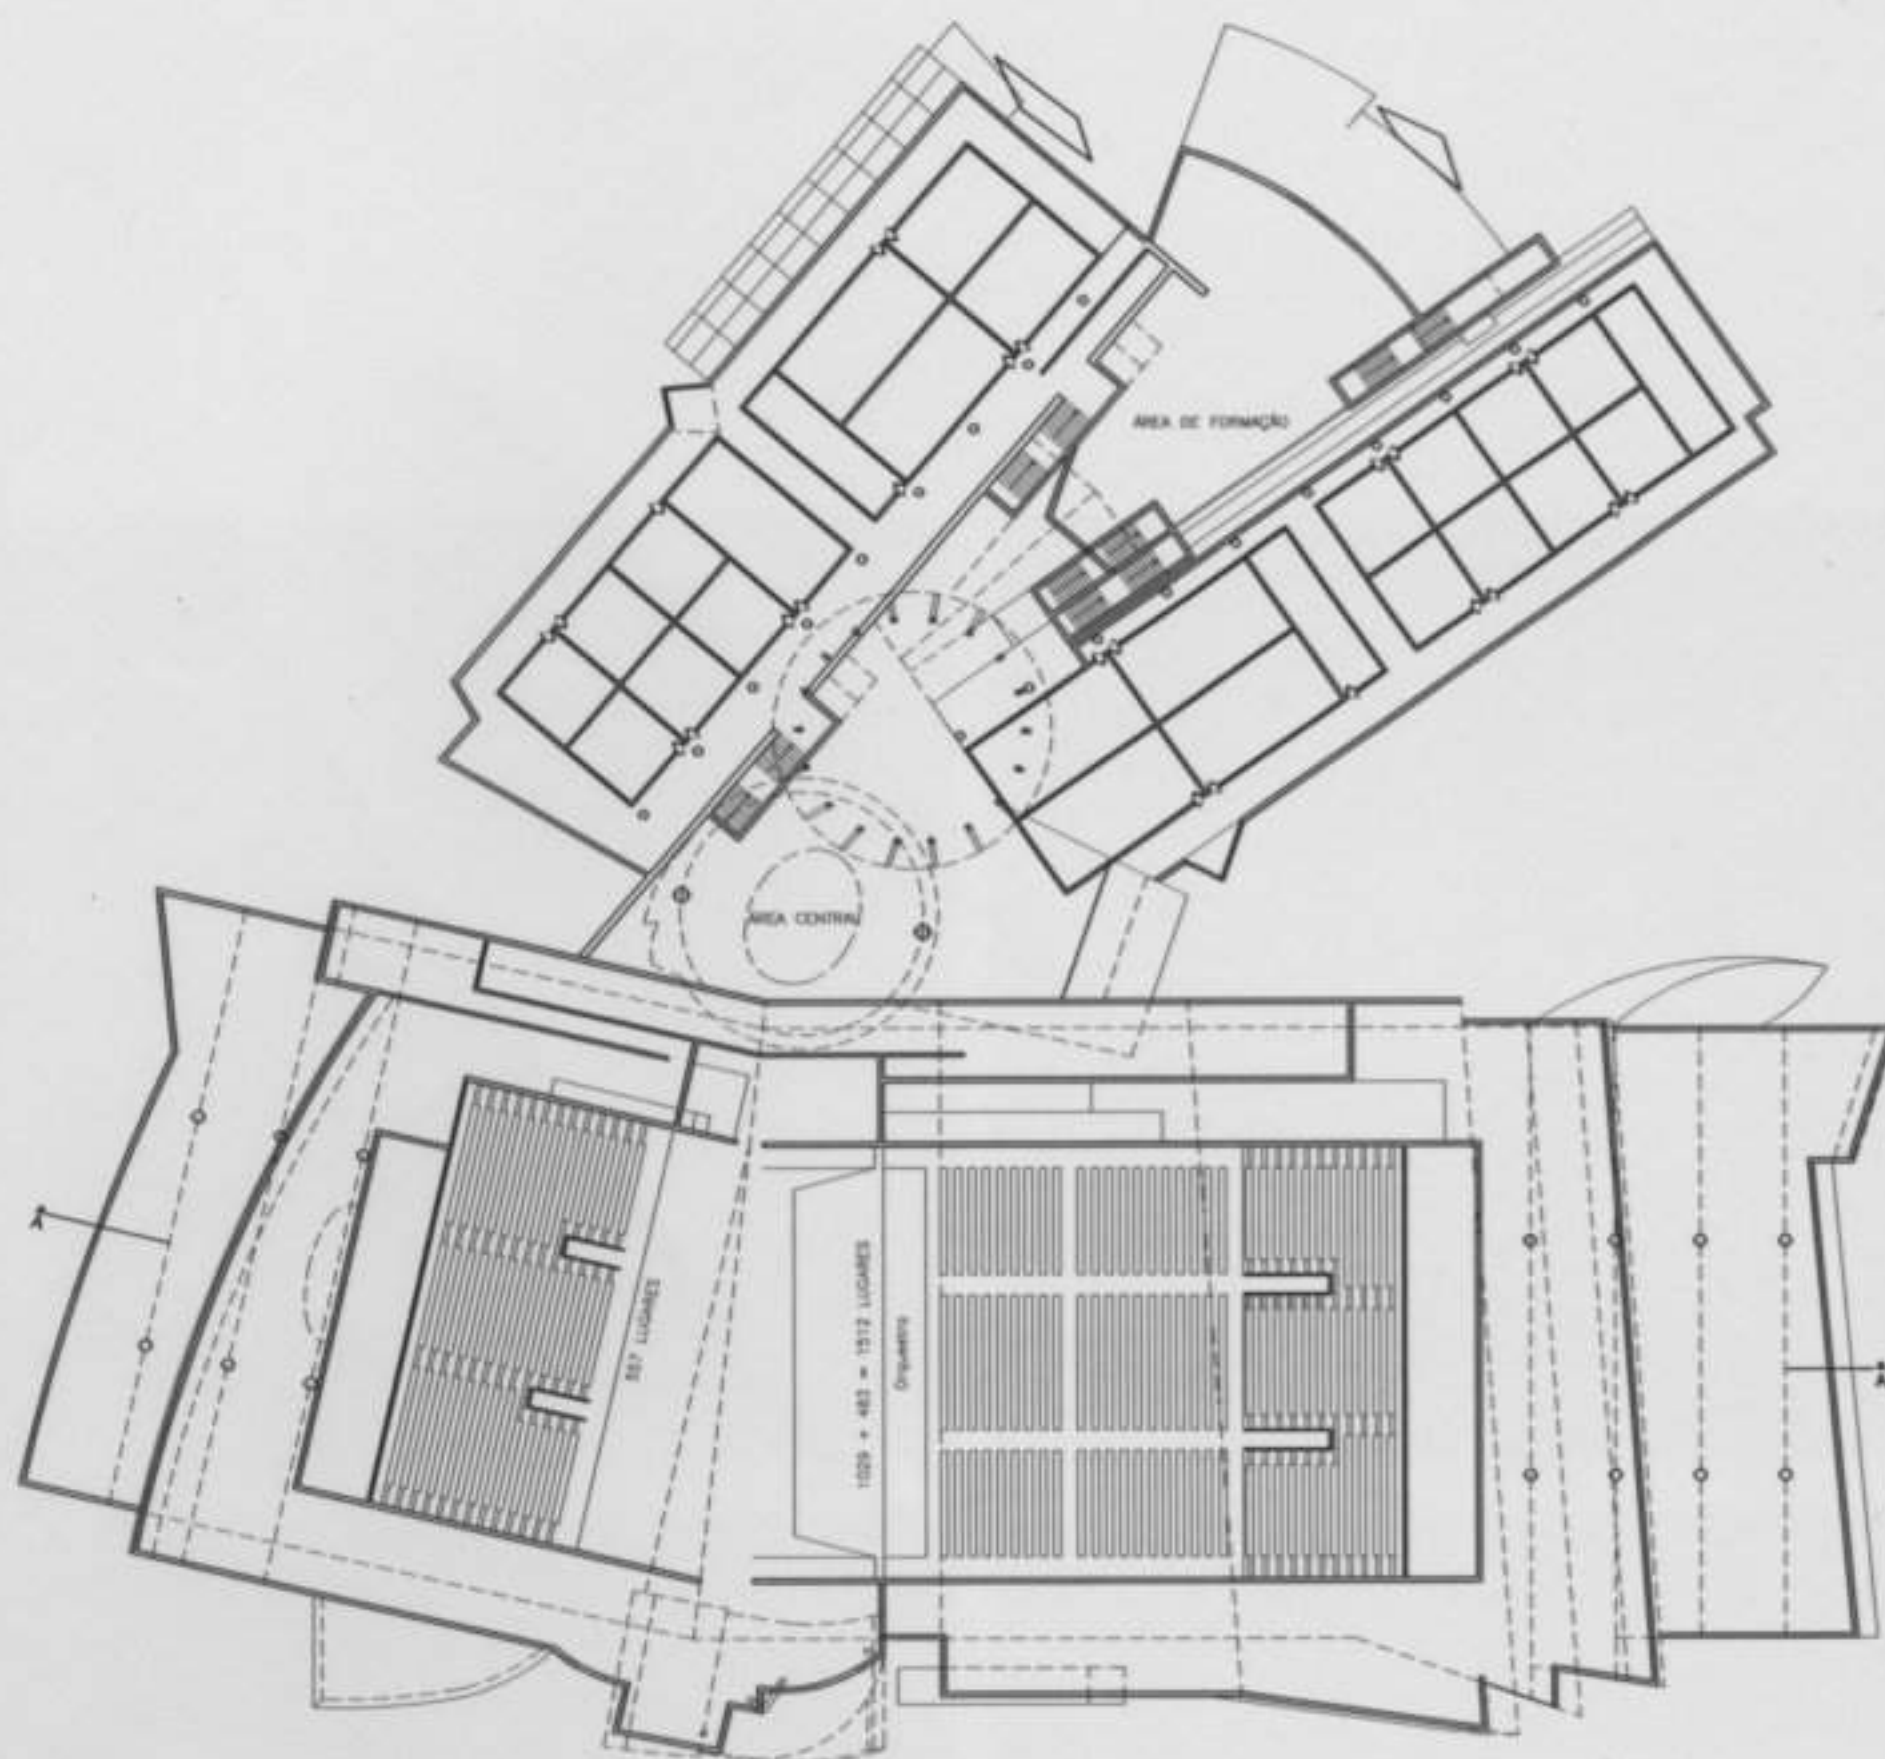 ÁREA DE FORMAÇÃO
ÁREA CENTRAL
A
557 LUGARES
1029 + 483 = 1512 LUGARES
Orquestra
A